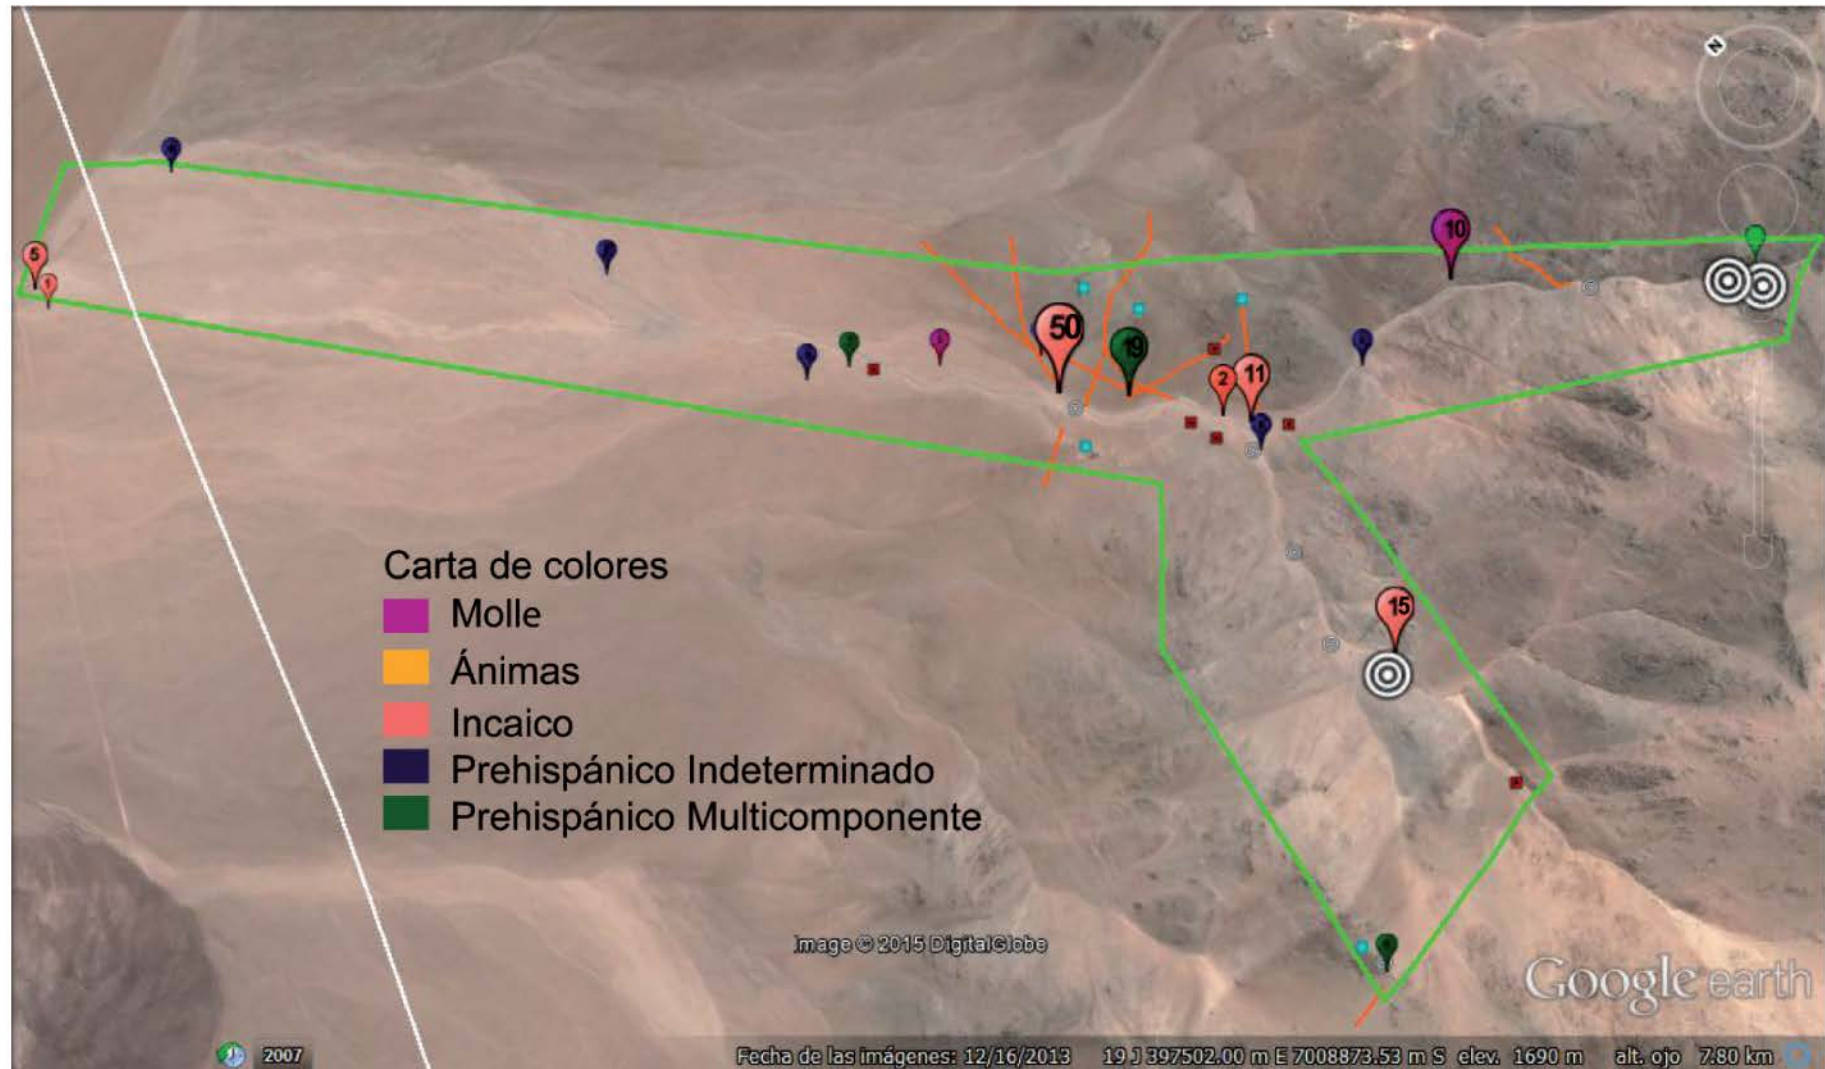 N
10
5
1
50
19
2
11
15
Carta de colores
Molle
Ánimas
Incaico
Prehispánico Indeterminado
Prehispánico Multicomponente
Image © 2015 DigitalGlobe
Google earth
2007
Fecha de las imágenes: 12/16/2013 19 J 397502.00 m E 7008873.53 m S elev. 1690 m alt. ojo 7.80 km